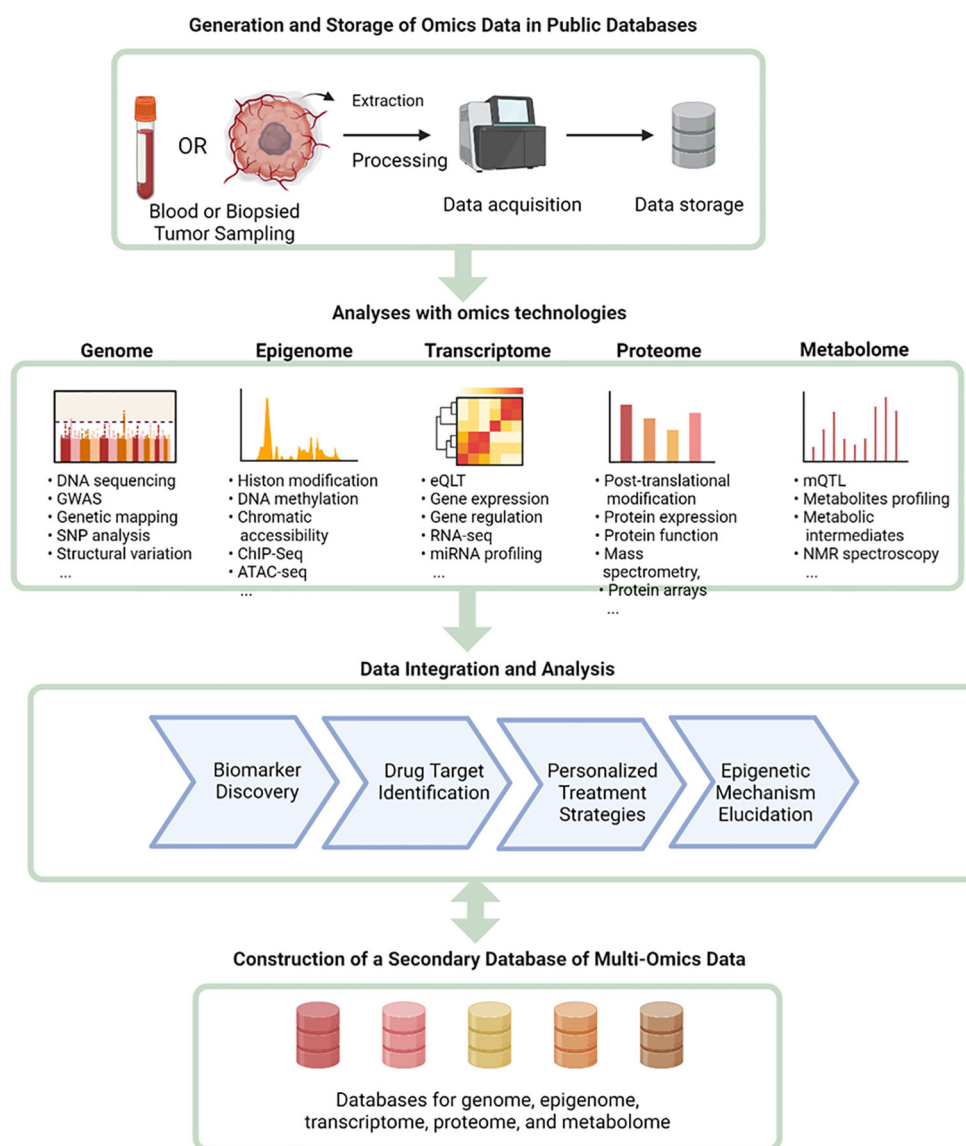 Generation and Storage of Omics Data in Public Databases
OR
Extraction
Processing
Blood or Biopsied
Tumor Sampling
Data acquisition
Data storage
Analyses with omics technologies
Genome
Epigenome
Transcriptome
Proteome
Metabolome
• DNA sequencing
• GWAS
• Genetic mapping
• SNP analysis
• Structural variation
...
• Histon modification
• DNA methylation
• Chromatic
accessibility
• ChIP-Seq
• ATAC-seq
...
• eQLT
• Gene expression
• Gene regulation
• RNA-seq
• miRNA profiling
...
• Post-translational
modification
• Protein expression
• Protein function
• Mass
spectrometry,
• Protein arrays
...
• mQTL
• Metabolites profiling
• Metabolic
intermediates
• NMR spectroscopy
...
Data Integration and Analysis
Biomarker
Discovery
Drug Target
Identification
Personalized
Treatment
Strategies
Epigenetic
Mechanism
Elucidation
Construction of a Secondary Database of Multi-Omics Data
Databases for genome, epigenome,
transcriptome, proteome, and metabolome